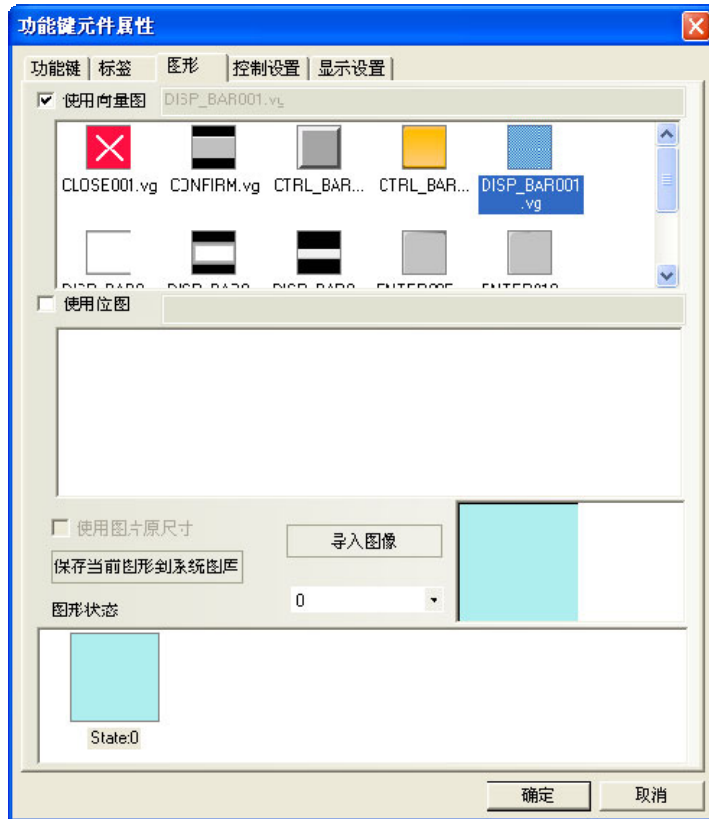 功能键元件属性
功能键 标签 图形 控制设置 显示设置
使用向量图 DISP_BAR001.vg
CLOSE001.vg CONFIRM.vg CTRL_BAR... CTRL_BAR... DISP_BAR001
.vg
使用位图
使用图片原尺寸
导入图像
保存当前图形到系统图库
0
图形状态
State:0
确定 取消